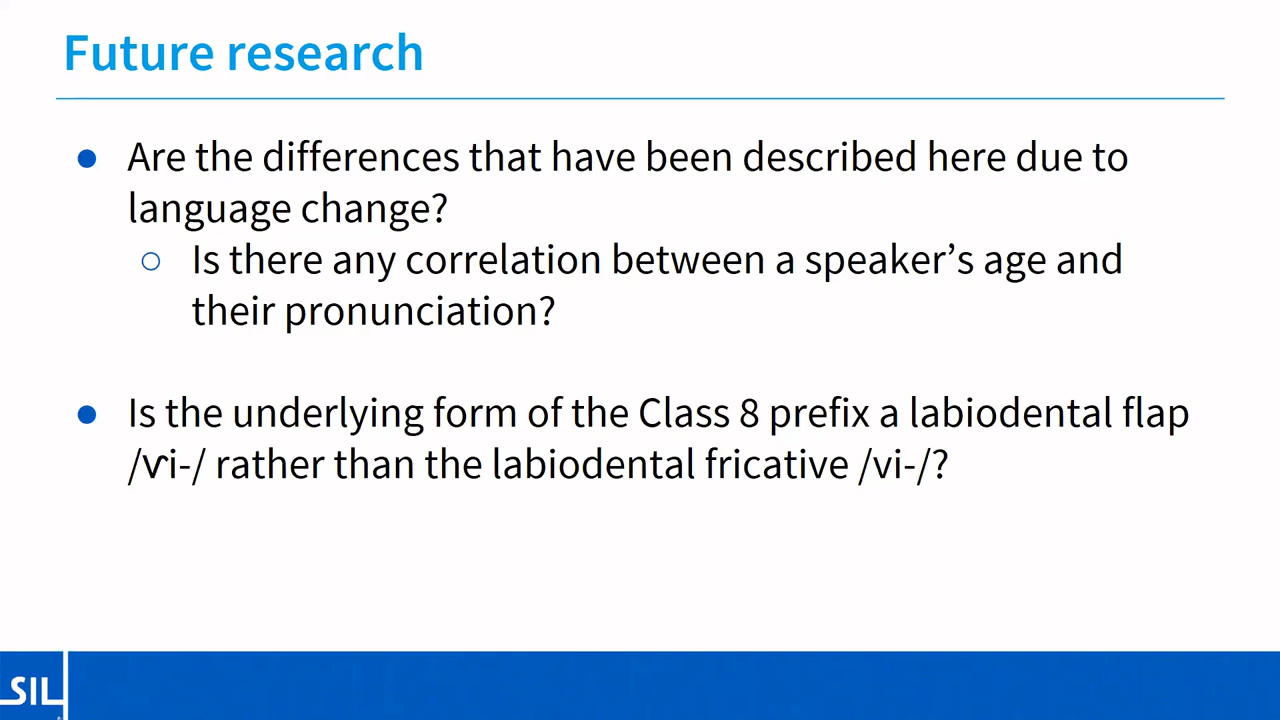 Future research
● Are the differences that have been described here due to
language change?
○ Is there any correlation between a speaker’s age and
their pronunciation?
● Is the underlying form of the Class 8 prefix a labiodental flap
/ⱱi-/ rather than the labiodental fricative /vi-/?
SIL